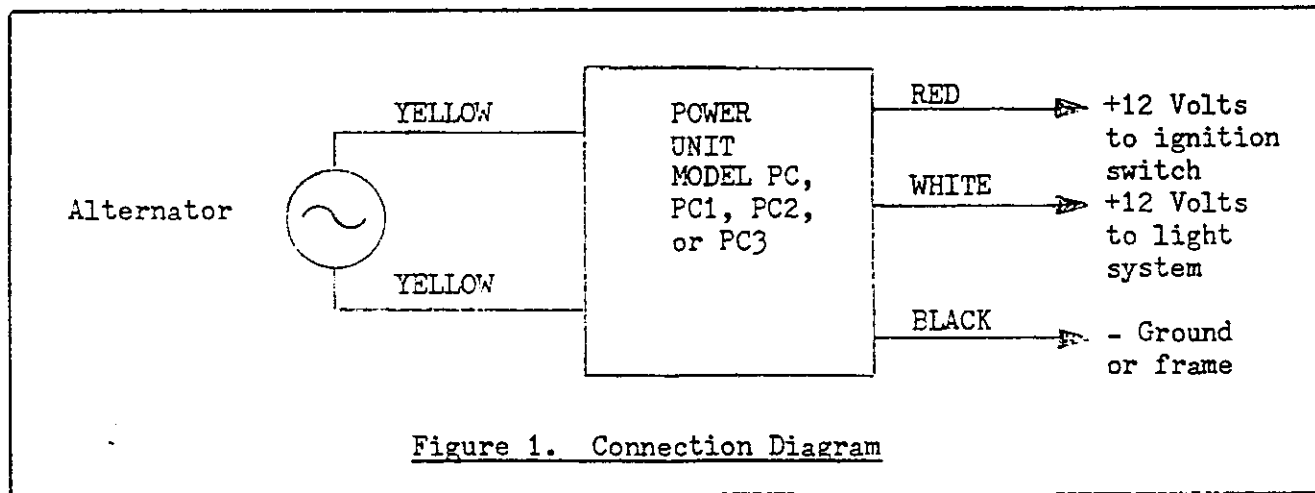 YELLOW
Alternator
YELLOW
POWER
UNIT
MODEL PC,
PC1, PC2,
or PC3
RED
+12 Volts
to ignition
switch
WHITE
+12 Volts
to light
system
BLACK
- Ground
or frame
Figure 1. Connection Diagram